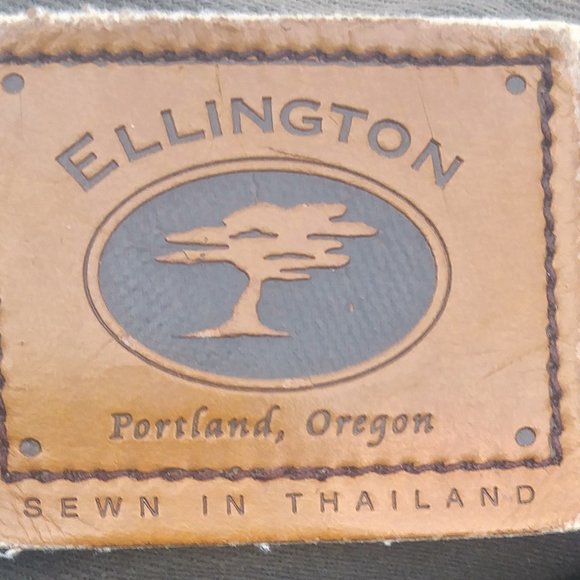 ELLINGTON
Portland, Oregon
SEWN IN THAILAND